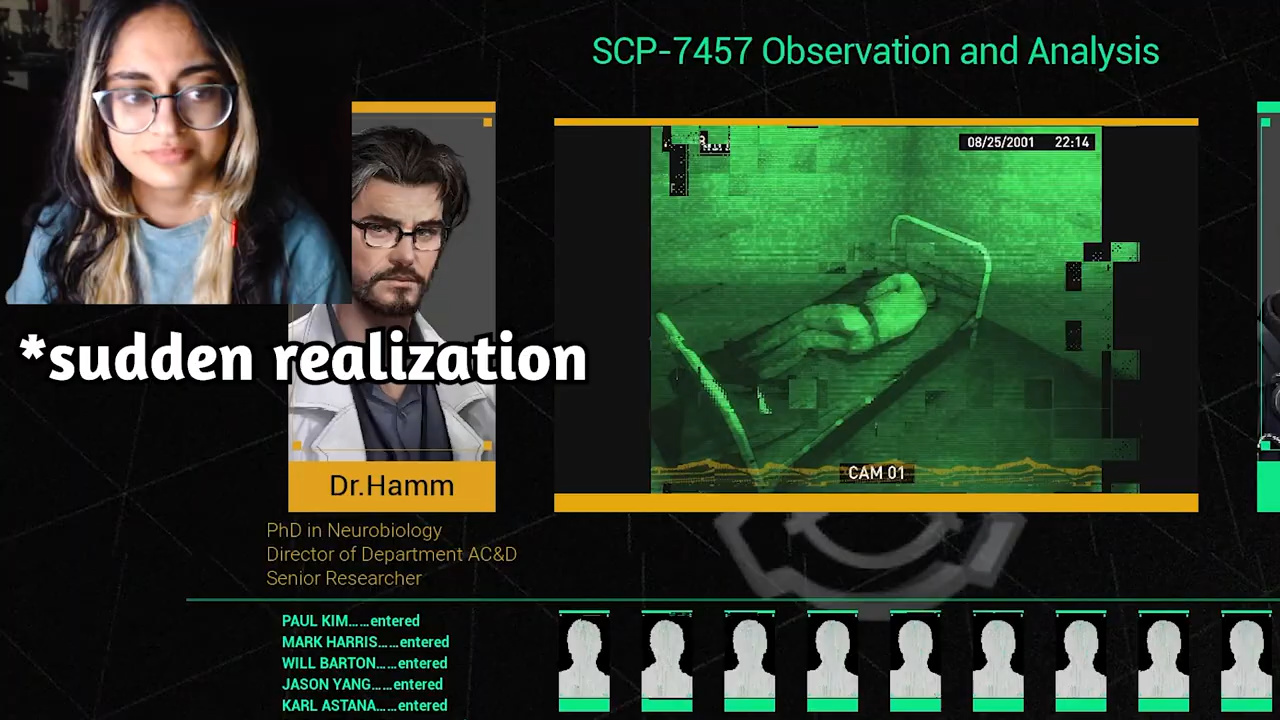 SCP-7457 Observation and Analysis
08/25/2001 22:14
*sudden realization
CAM 01
Dr.Hamm
PhD in Neurobiology
Director of Department AC&D
Senior Researcher
PAUL KIM......entered
MARK HARRIS......entered
WILL BARTON......entered
JASON YANG......entered
KARL ASTANA......entered